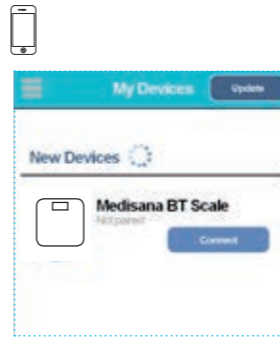 My Devices Update
New Devices
Medisana BT Scale
Not paired
Connect